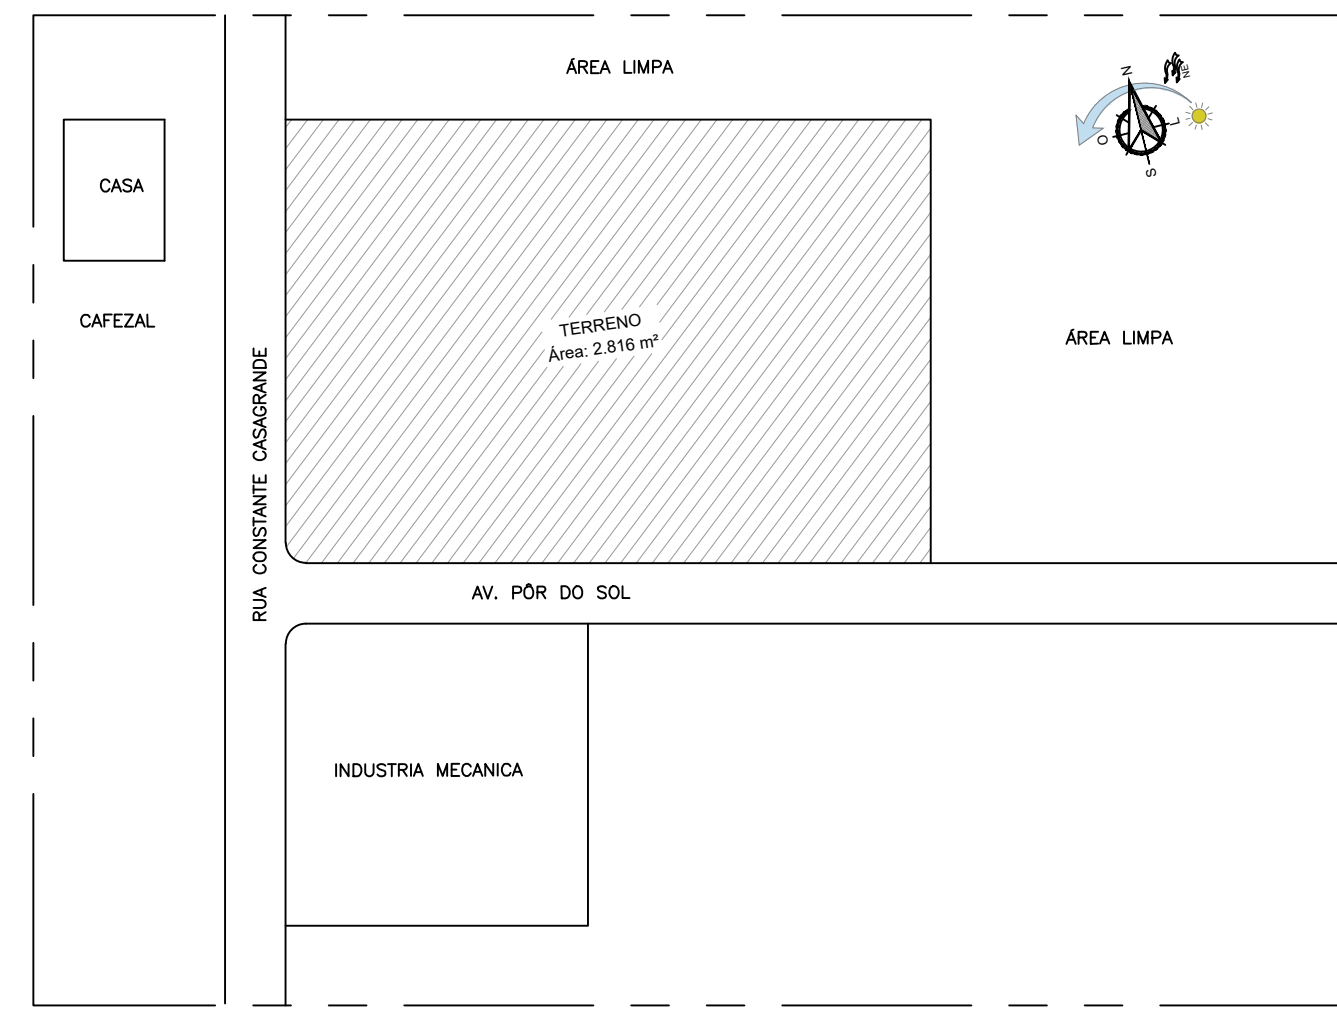 ÁREA LIMPA
N
NE
L
O
S
CASA
CAFEZAL
TERRENO
Área: 2.816 m²
ÁREA LIMPA
RUA CONSTANTE CASAGRANDE
AV. PÔR DO SOL
INDUSTRIA MECANICA